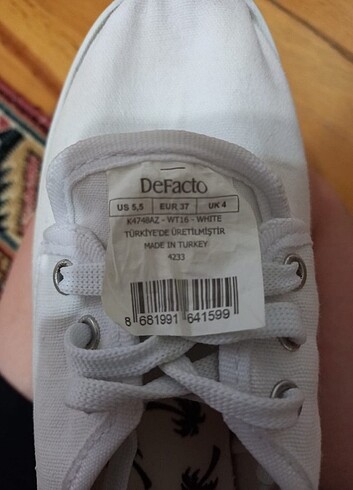 DeFacto
US 5,5 EUR 37 UK 4
K4748AZ - WT16 - WHITE
TÜRKİYE'DE ÜRETİLMİŞTİR
MADE IN TURKEY
4233
8 681991 641599